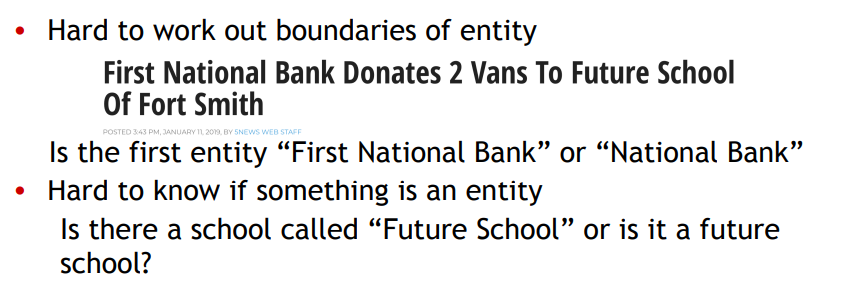 • Hard to work out boundaries of entity
First National Bank Donates 2 Vans To Future School
Of Fort Smith
POSTED 3:43 PM, JANUARY 11, 2019, BY 5NEWS WEB STAFF
Is the first entity “First National Bank” or “National Bank”
• Hard to know if something is an entity
Is there a school called “Future School” or is it a future
school?